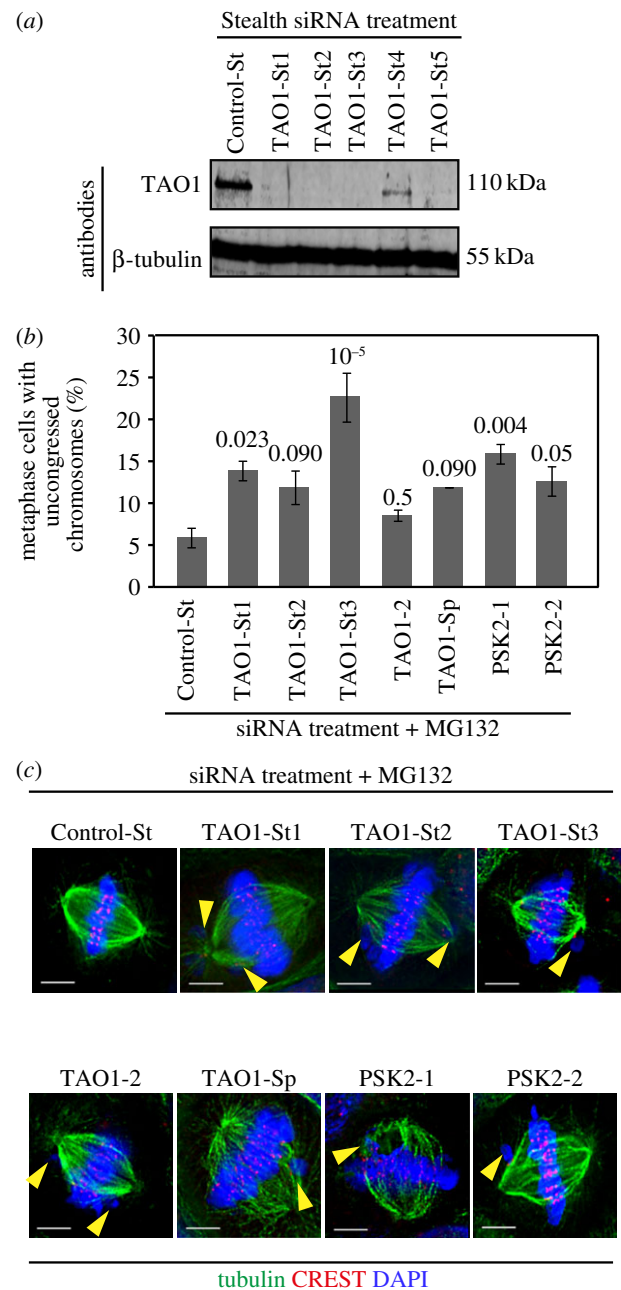 (a)
Stealth siRNA treatment
Control-St
TAO1-St1
TAO1-St2
TAO1-St3
TAO1-St4
TAO1-St5
antibodies
TAO1
110 kDa
β-tubulin
55 kDa
(b)
metaphase cells with
uncongressed
chromosomes (%)
30
25
20
15
10
5
0
0.023
0.090
10⁻⁵
0.5
0.090
0.004
0.05
Control-St
TAO1-St1
TAO1-St2
TAO1-St3
TAO1-2
TAO1-Sp
PSK2-1
PSK2-2
siRNA treatment + MG132
(c)
siRNA treatment + MG132
Control-St TAO1-St1 TAO1-St2 TAO1-St3
TAO1-2 TAO1-Sp PSK2-1 PSK2-2
tubulin CREST DAPI